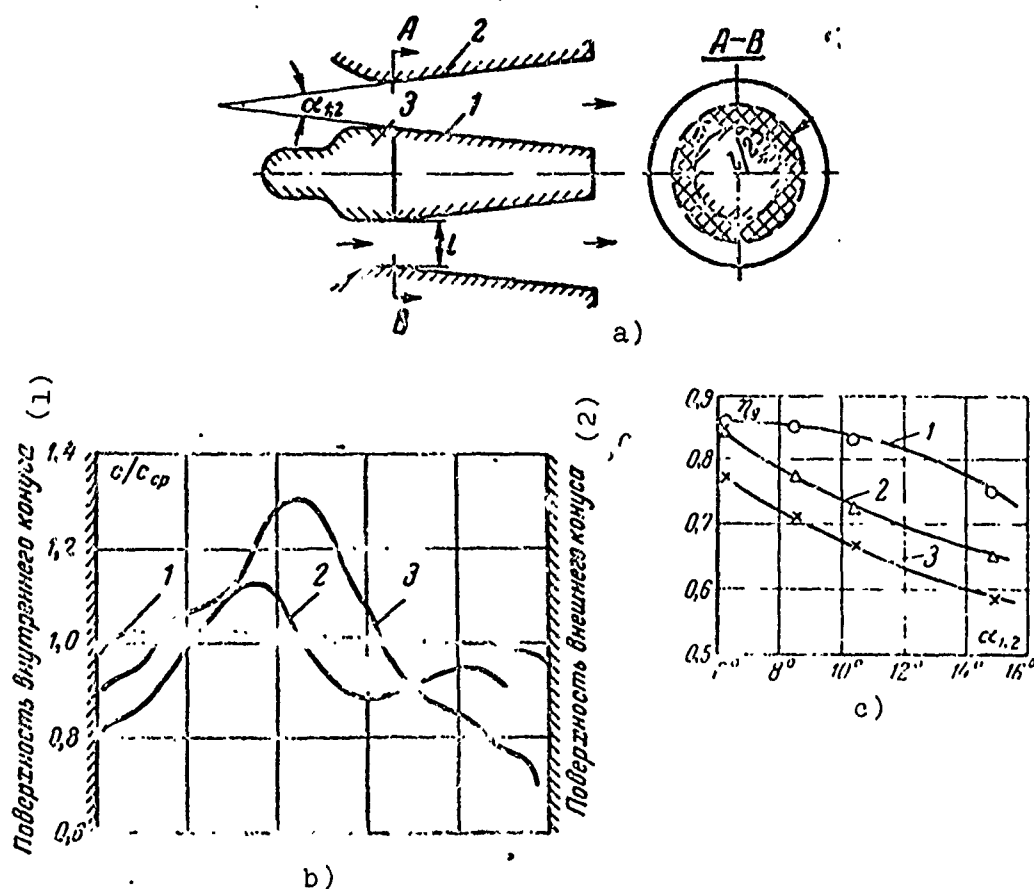 A
2
A-B
α1,2
3
1
l
B
a)
(1)
Поверхность внутреннего конуса
1,4
c/cср
1,2
1
2
3
1,0
0,8
b)
(2)
Поверхность внешнего конуса
0,9
ηg
1
0,8
2
0,7
3
0,6
α1,2
0,5
8°
10°
12°
14°
16°
c)